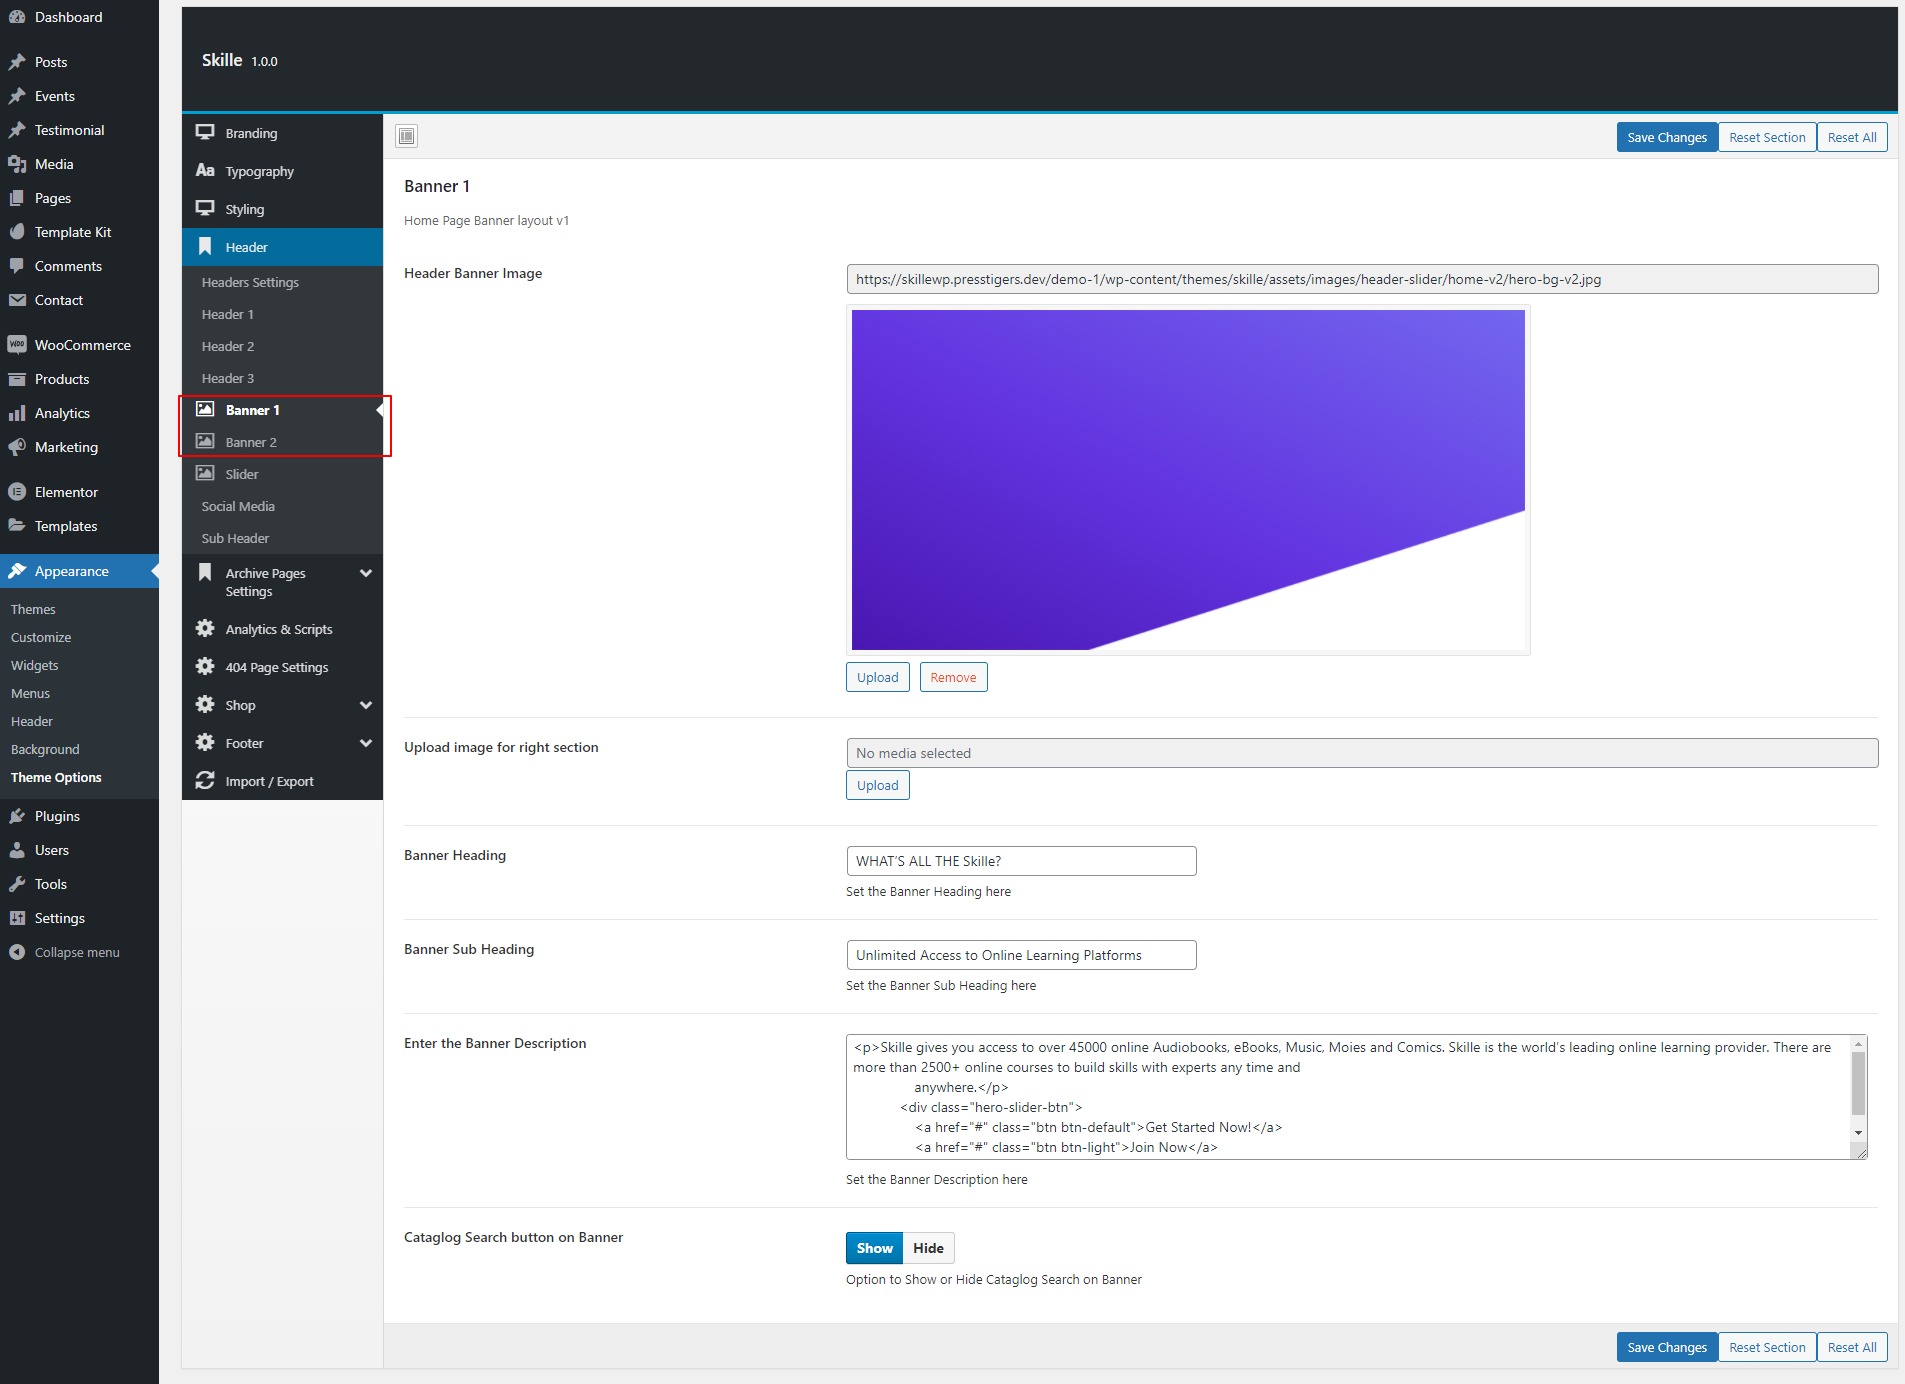 Dashboard
Posts
Events
Testimonial
Media
Pages
Template Kit
Comments
Contact
WooCommerce
Products
Analytics
Marketing
Elementor
Templates
Appearance
Themes
Customize
Widgets
Menus
Header
Background
Theme Options
Plugins
Users
Tools
Settings
Collapse menu
Skille 1.0.0
Branding
Aa Typography
Styling
Header
Headers Settings
Header 1
Header 2
Header 3
Banner 1
Banner 2
Slider
Social Media
Sub Header
Archive Pages
Settings
Analytics & Scripts
404 Page Settings
Shop
Footer
Import / Export
Save Changes Reset Section Reset All
Banner 1
Home Page Banner layout v1
Header Banner Image
https://skillewp.presstigers.dev/demo-1/wp-content/themes/skille/assets/images/header-slider/home-v2/hero-bg-v2.jpg
Upload Remove
Upload image for right section
No media selected
Upload
Banner Heading
WHAT'S ALL THE Skille?
Set the Banner Heading here
Banner Sub Heading
Unlimited Access to Online Learning Platforms
Set the Banner Sub Heading here
Enter the Banner Description
<p>Skille gives you access to over 45000 online Audiobooks, eBooks, Music, Moies and Comics. Skille is the world's leading online learning provider. There are
more than 2500+ online courses to build skills with experts any time and
anywhere.</p>
<div class="hero-slider-btn">
<a href="#" class="btn btn-default">Get Started Now!</a>
<a href="#" class="btn btn-light">Join Now</a>
Set the Banner Description here
Cataglog Search button on Banner
Show Hide
Option to Show or Hide Cataglog Search on Banner
Save Changes Reset Section Reset All